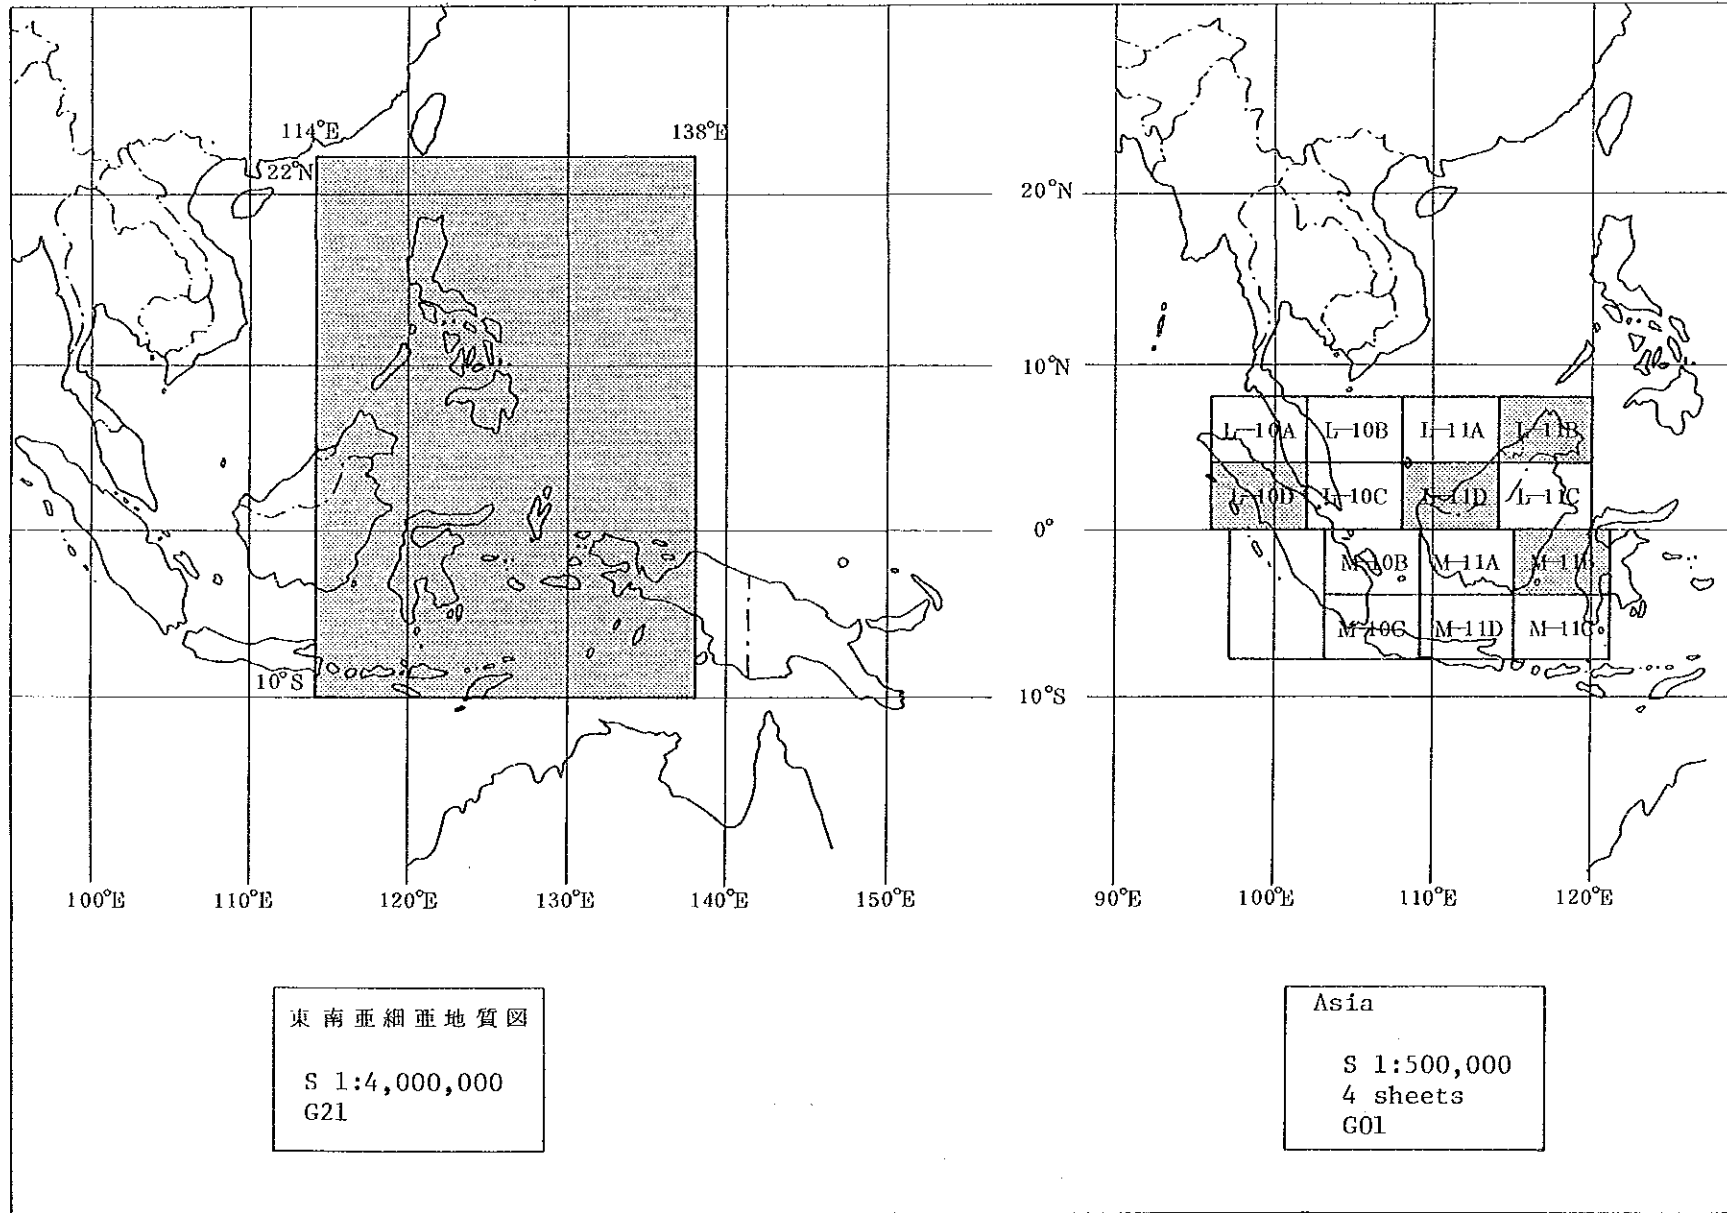 114°E
138°E
22°N
10°S
100°E
110°E
120°E
130°E
140°E
150°E
東南亜細亜地質図
S 1:4,000,000
G21
20°N
10°N
0°
10°S
L-10A
L-10B
L-11A
L-11B
L-10D
L-10C
L-11D
L-11C
M-10B
M-11A
M-11B
M-10C
M-11D
M-11C
90°E
100°E
110°E
120°E
Asia
S 1:500,000
4 sheets
G01